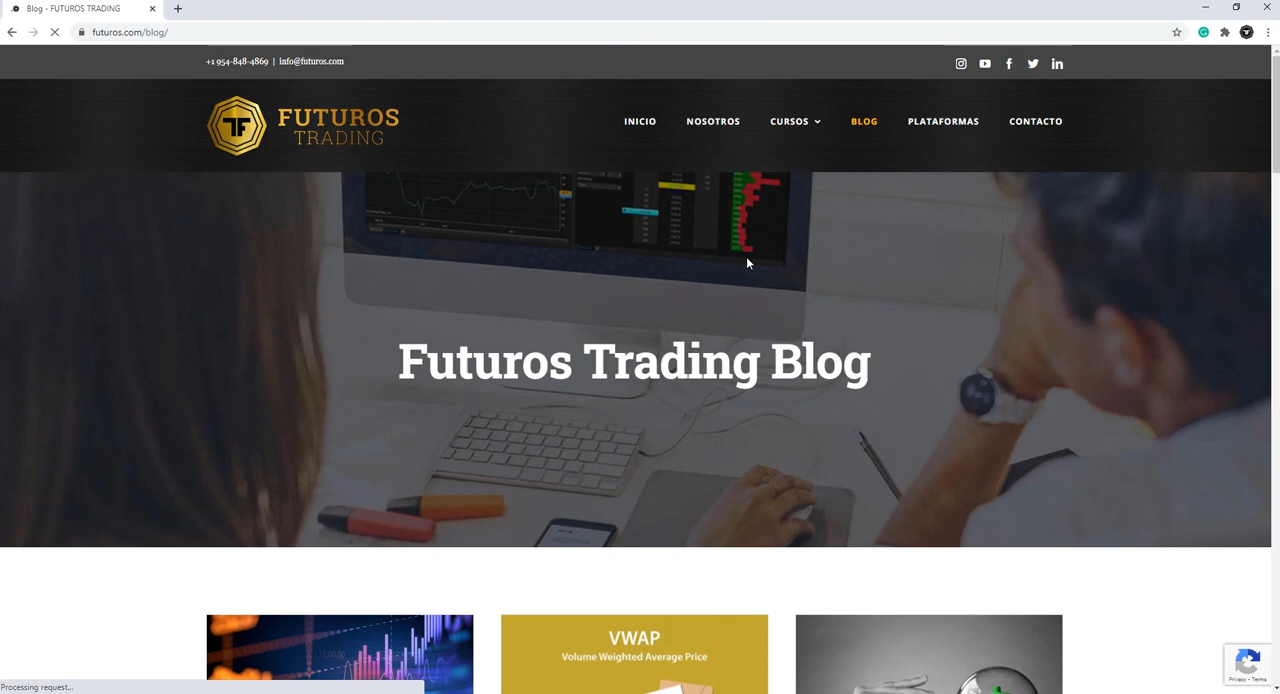 Blog - FUTUROS TRADING
futuros.com/blog/
+1 954-848-4869 | info@futuros.com
FUTUROS
TRADING
INICIO NOSOTROS CURSOS BLOG PLATAFORMAS CONTACTO
Futuros Trading Blog
VWAP
Volume Weighted Average Price
Privacy - Terms
Processing request...